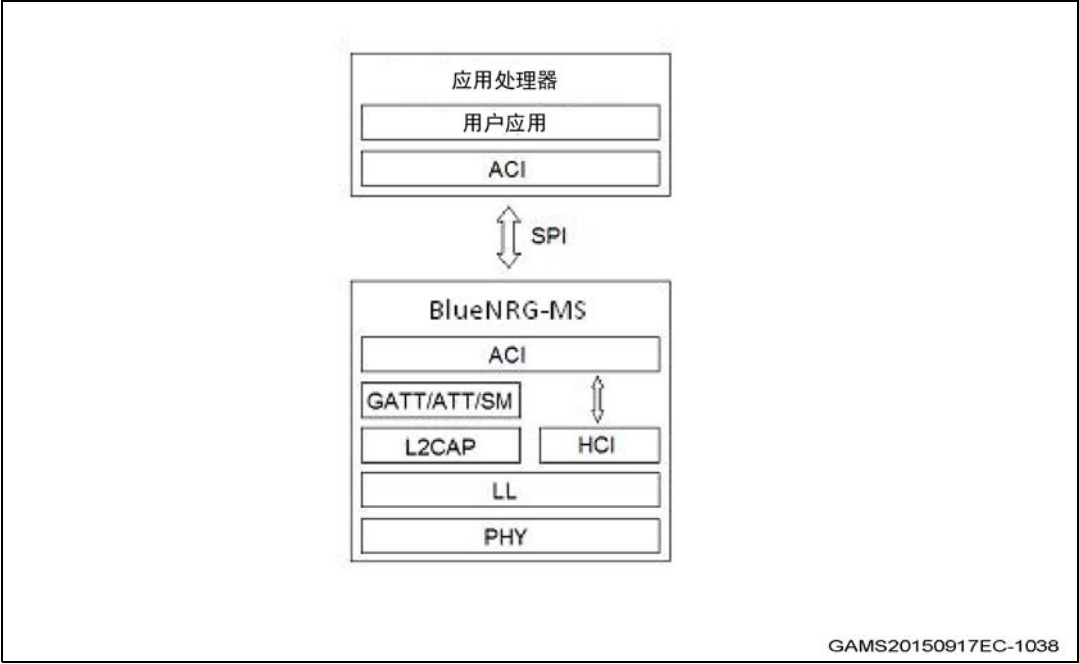 应用处理器
用户应用
ACI
SPI
BlueNRG-MS
ACI
GATT/ATT/SM
L2CAP
HCI
LL
PHY
GAMS20150917EC-1038